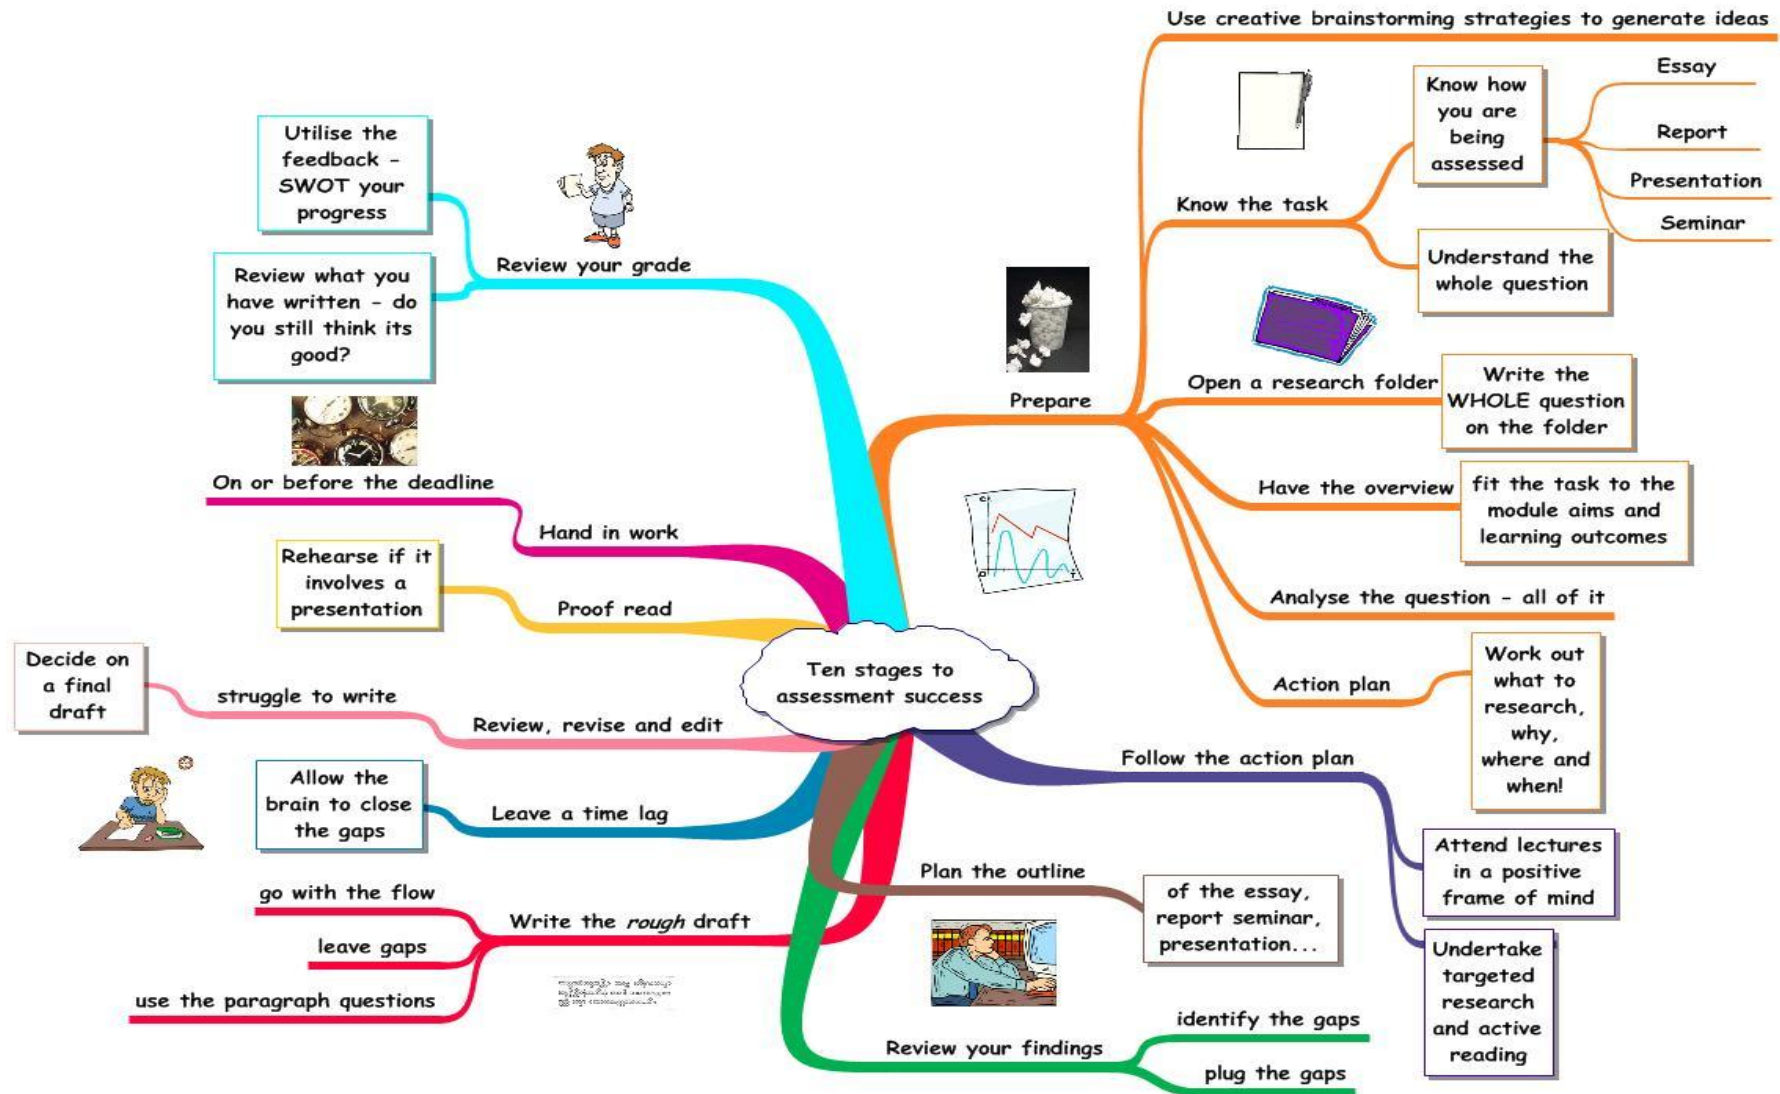 Ten stages to
assessment success
Prepare
Use creative brainstorming strategies to generate ideas
Know the task
Know how
you are
being
assessed
Essay
Report
Presentation
Seminar
Understand the
whole question
Open a research folder
Write the
WHOLE question
on the folder
Have the overview
fit the task to the
module aims and
learning outcomes
Analyse the question - all of it
Action plan
Work out
what to
research,
why,
where and
when!
Follow the action plan
Attend lectures
in a positive
frame of mind
Undertake
targeted
research
and active
reading
Review your findings
identify the gaps
plug the gaps
Plan the outline
of the essay,
report seminar,
presentation...
Write the rough draft
go with the flow
leave gaps
use the paragraph questions
Leave a time lag
Allow the
brain to close
the gaps
Review, revise and edit
struggle to write
Decide on
a final
draft
Proof read
Rehearse if it
involves a
presentation
Hand in work
On or before the deadline
Review your grade
Utilise the
feedback -
SWOT your
progress
Review what you
have written - do
you still think its
good?